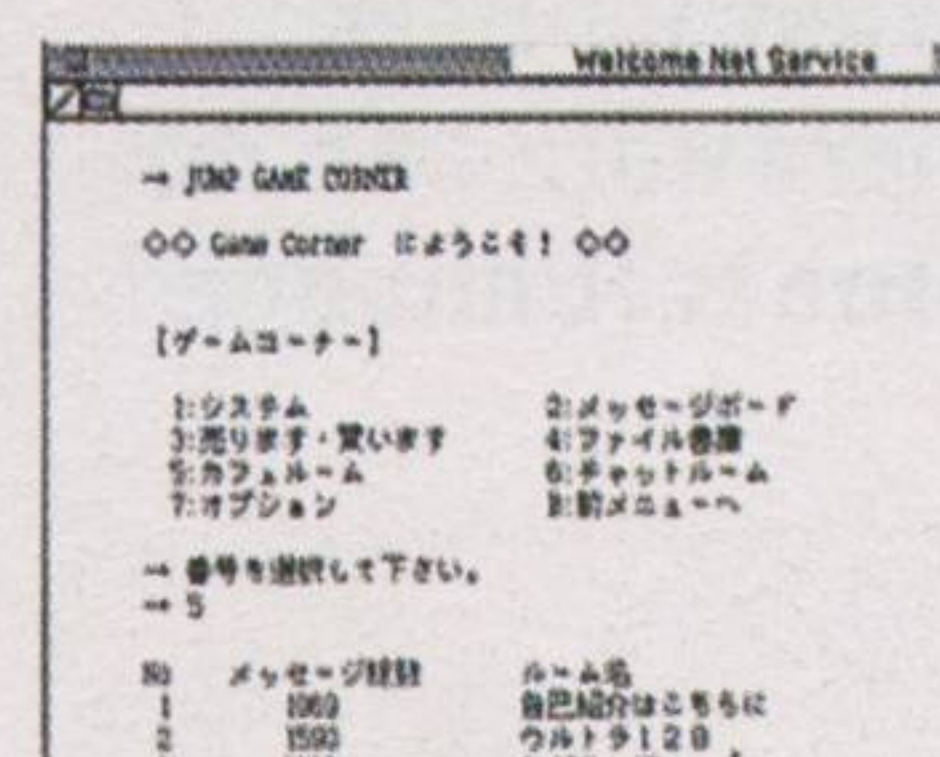 Welcome Net Service
→ JUMP GAME CORNER
◇◇ Game Corner にようこそ! ◇◇
[ゲームコーナー]
1:システム 2:メッセージボード
3:売ります・買います 4:ファイル倉庫
5:カフェルーム 6:チャットルーム
7:オプション 8:前メニューへ
→ 番号を選択して下さい。
→ 5
No メッセージ総数 ルーム名
1 1969 自己紹介はこちらに
2 1593 ウルトラ120